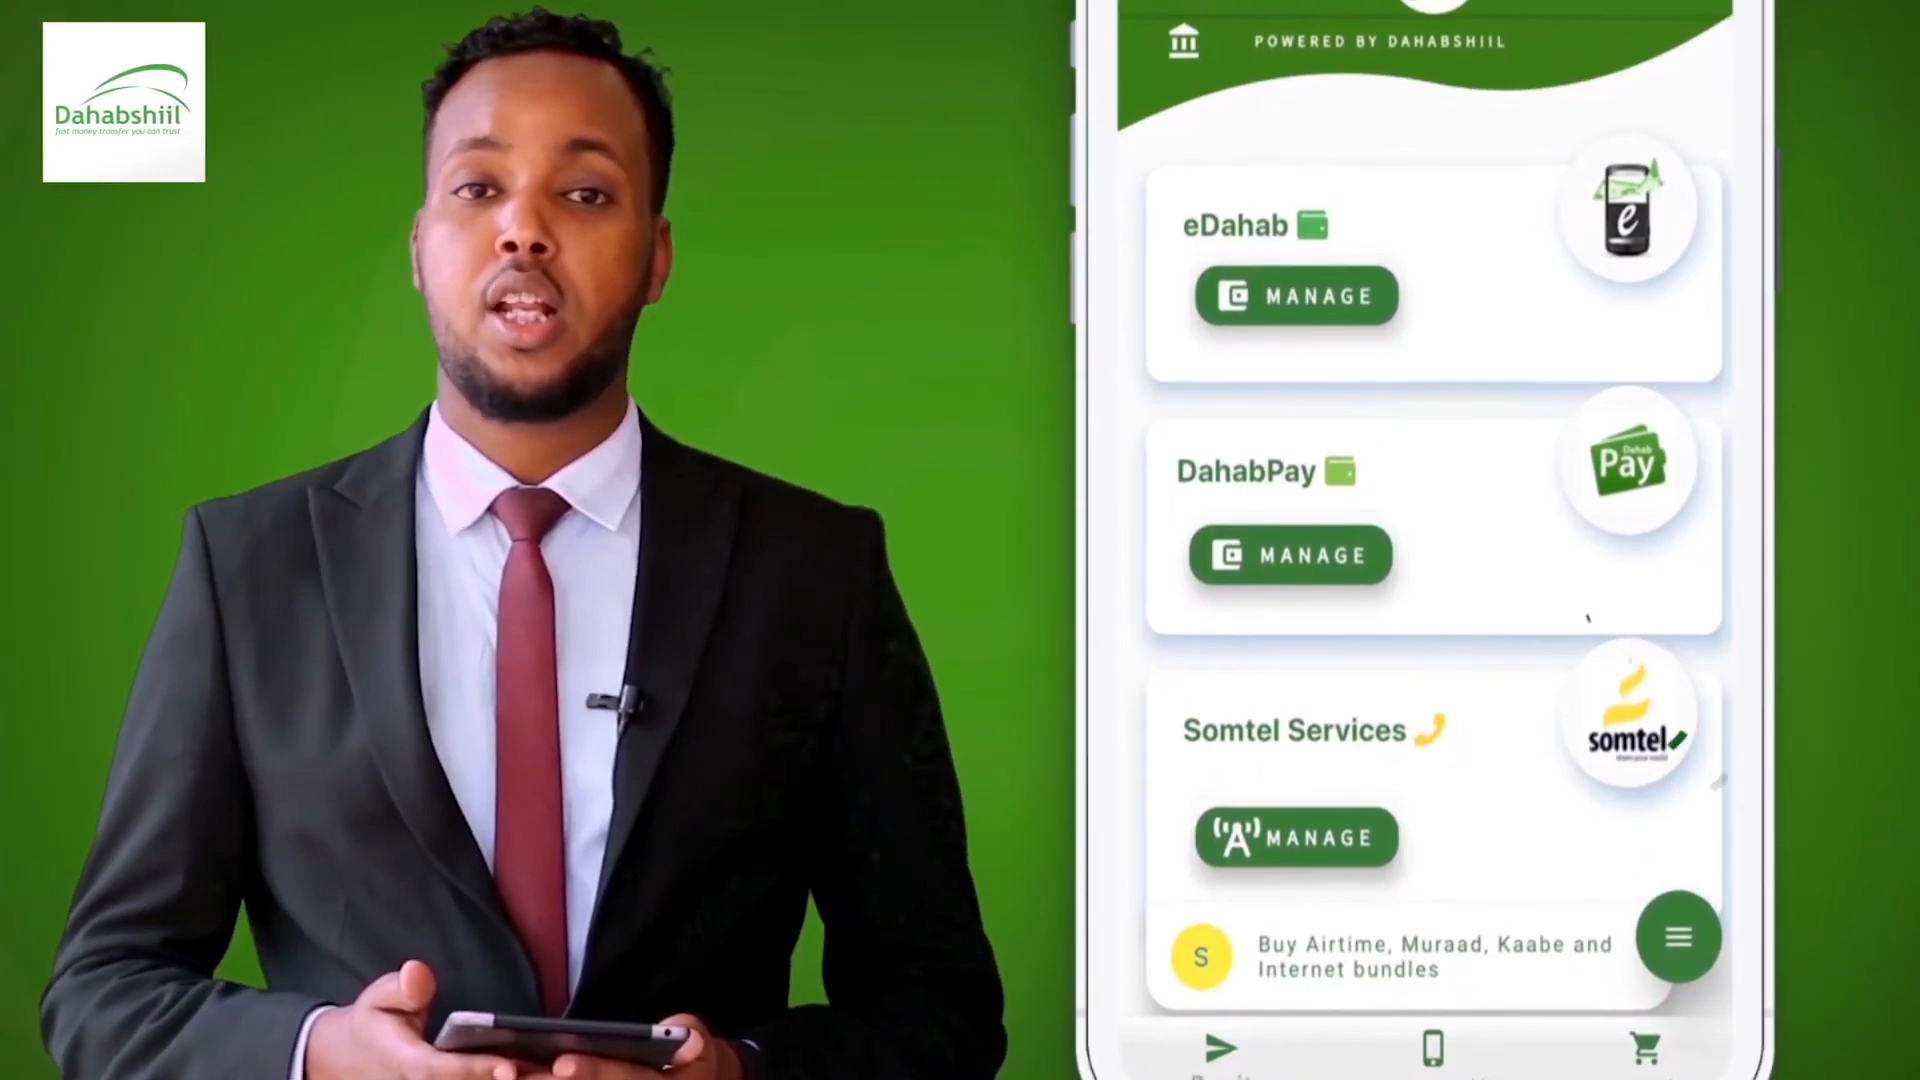 Dahabshiil
fast money transfer you can trust
POWERED BY DAHABSHIIL
eDahab
e
MANAGE
DahabPay
Dahab
Pay
MANAGE
Somtel Services
somtel
MANAGE
S
Buy Airtime, Muraad, Kaabe and
Internet bundles